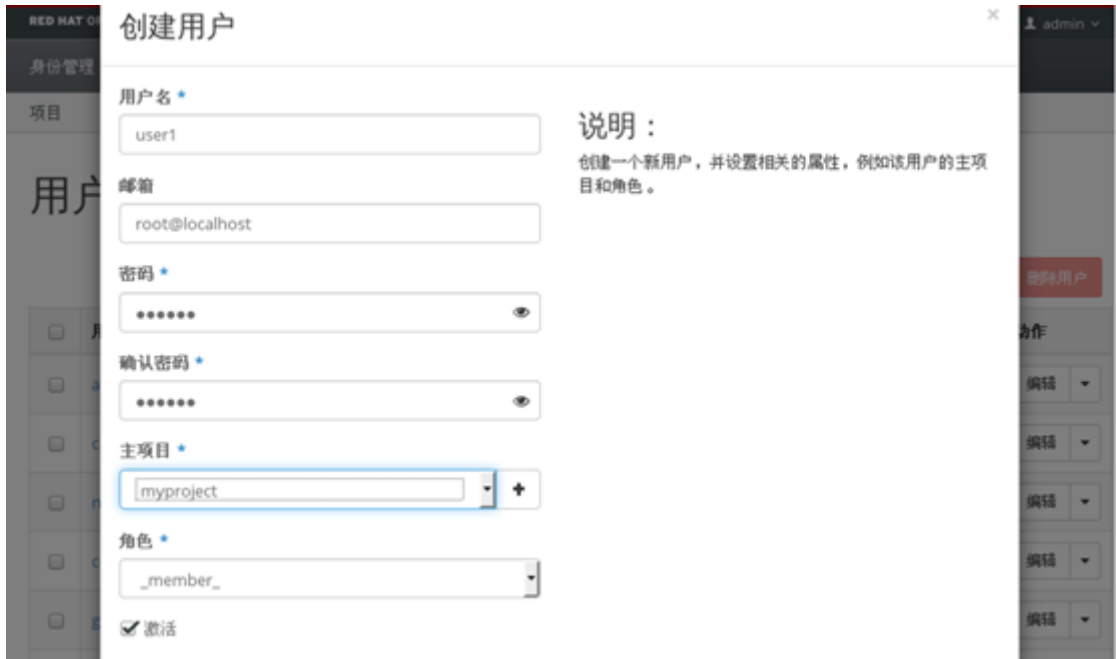 RED HAT O
创建用户
×
admin
身份管理
项目
用户名 *
user1
说明：
创建一个新用户，并设置相关的属性，例如该用户的主项
目和角色。
用户
邮箱
root@localhost
密码 *
••••••
删除用户
确认密码 *
••••••
动作
a
编辑
主项目 *
c
编辑
myproject
+
n
编辑
角色 *
_member_
c
编辑
激活
g
编辑